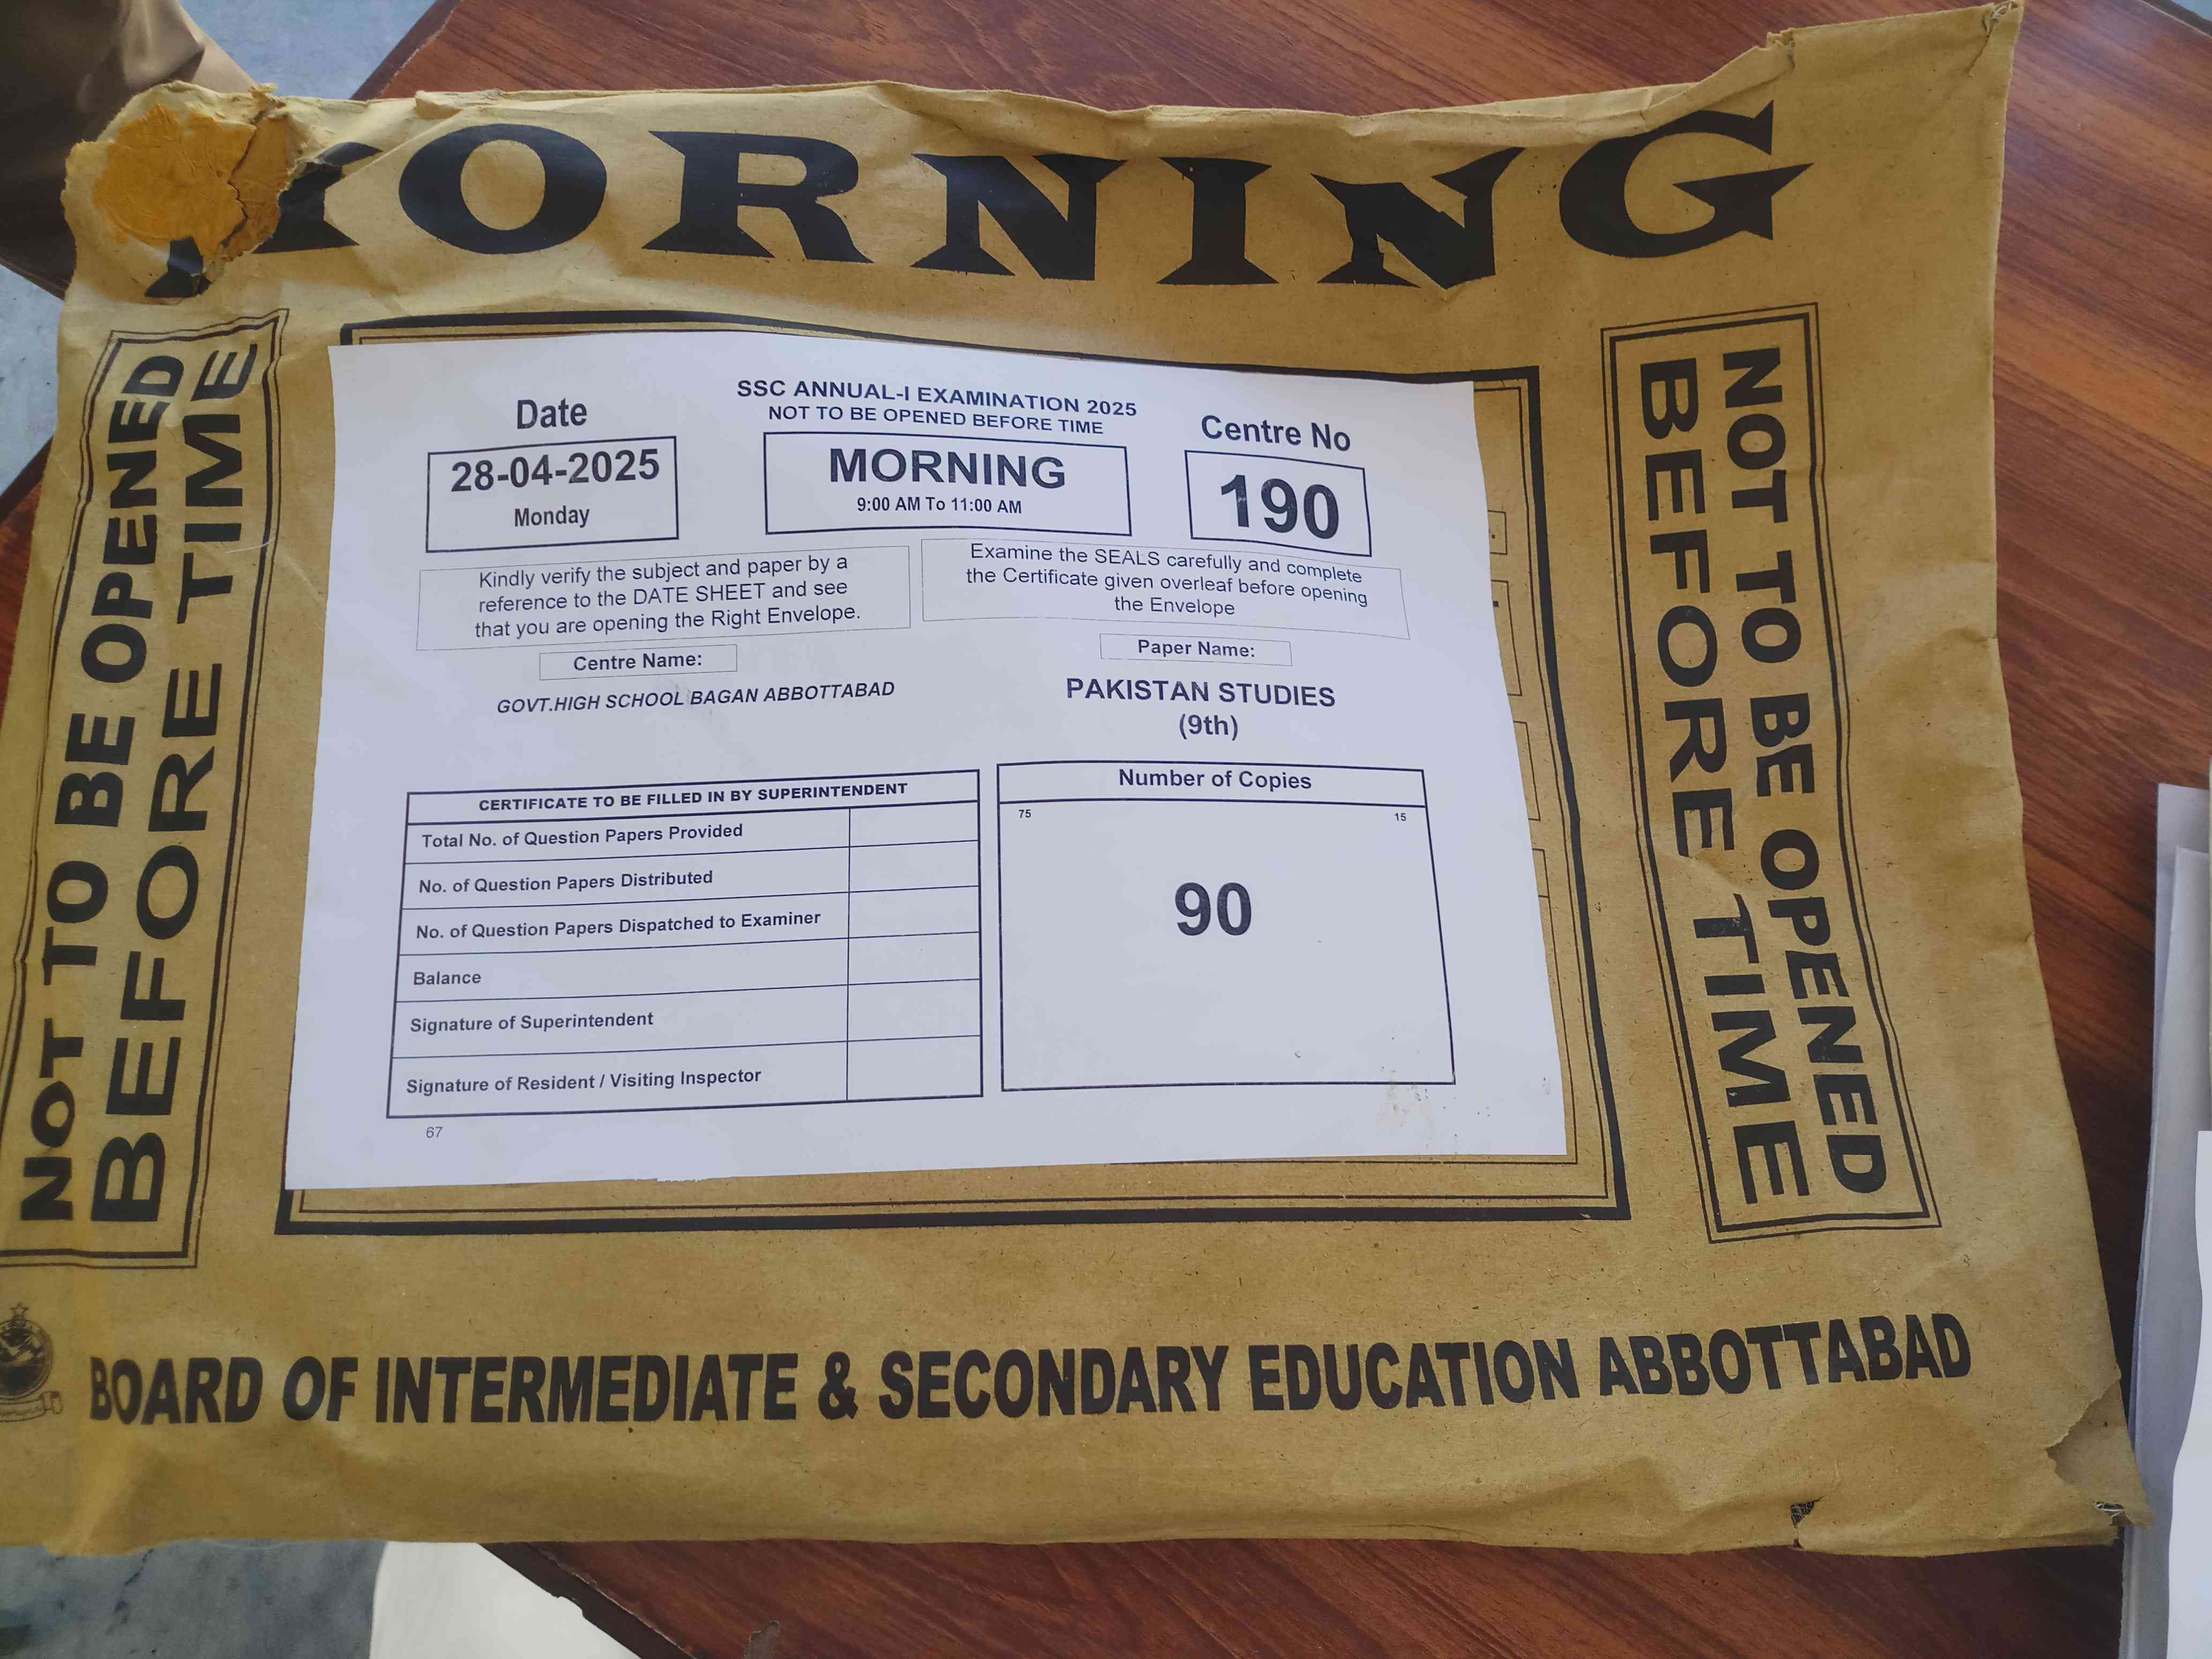 MORNING
NOT TO BE OPENED
BEFORE TIME
SSC ANNUAL-I EXAMINATION 2025
NOT TO BE OPENED BEFORE TIME
Date
28-04-2025
Monday
MORNING
9:00 AM To 11:00 AM
Centre No
190
Kindly verify the subject and paper by a
reference to the DATE SHEET and see
that you are opening the Right Envelope.
Examine the SEALS carefully and complete
the Certificate given overleaf before opening
the Envelope
Centre Name:
GOVT.HIGH SCHOOL BAGAN ABBOTTABAD
Paper Name:
PAKISTAN STUDIES
(9th)
CERTIFICATE TO BE FILLED IN BY SUPERINTENDENT
Total No. of Question Papers Provided
No. of Question Papers Distributed
No. of Question Papers Dispatched to Examiner
Balance
Signature of Superintendent
Signature of Resident / Visiting Inspector
67
Number of Copies
75 15
90
NOT TO BE OPENED
BEFORE TIME
BOARD OF INTERMEDIATE & SECONDARY EDUCATION ABBOTTABAD